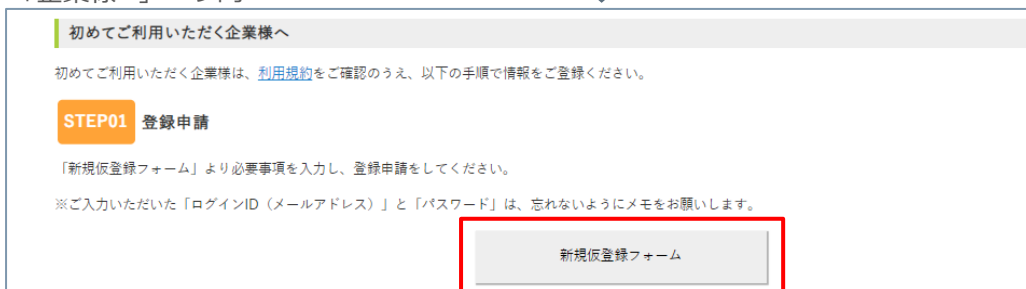 初めてご利用いただく企業様へ
初めてご利用いただく企業様は、利用規約をご確認のうえ、以下の手順で情報をご登録ください。
STEP01 登録申請
「新規仮登録フォーム」より必要事項を入力し、登録申請をしてください。
※ご入力いただいた「ログインID（メールアドレス）」と「パスワード」は、忘れないようにメモをお願いします。
新規仮登録フォーム